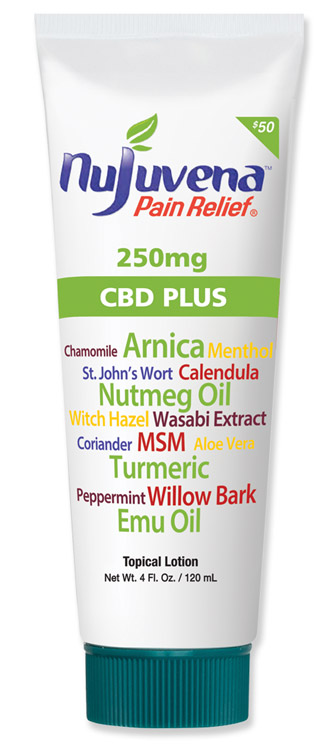 $50
NuJuvena™
Pain Relief®
250mg
CBD PLUS
Chamomile Arnica Menthol
St. John's Wort Calendula
Nutmeg Oil
Witch Hazel Wasabi Extract
Coriander MSM Aloe Vera
Turmeric
Peppermint Willow Bark
Emu Oil
Topical Lotion
Net Wt. 4 Fl. Oz. / 120 mL